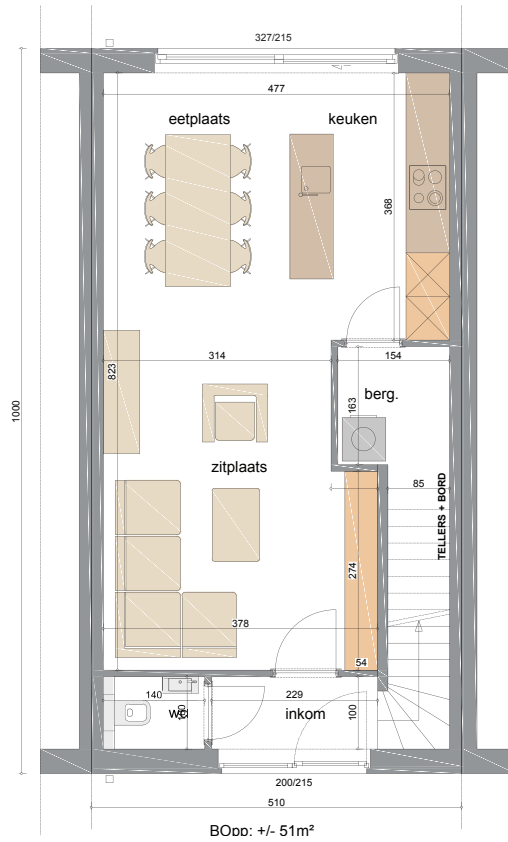 327/215
477
eetplaats
keuken
368
1000
823
314
154
berg.
163
zitplaats
85
TELLERS + BORD
274
378
54
140
229
wc
inkom
100
100
200/215
510
BOpp: +/- 51m²